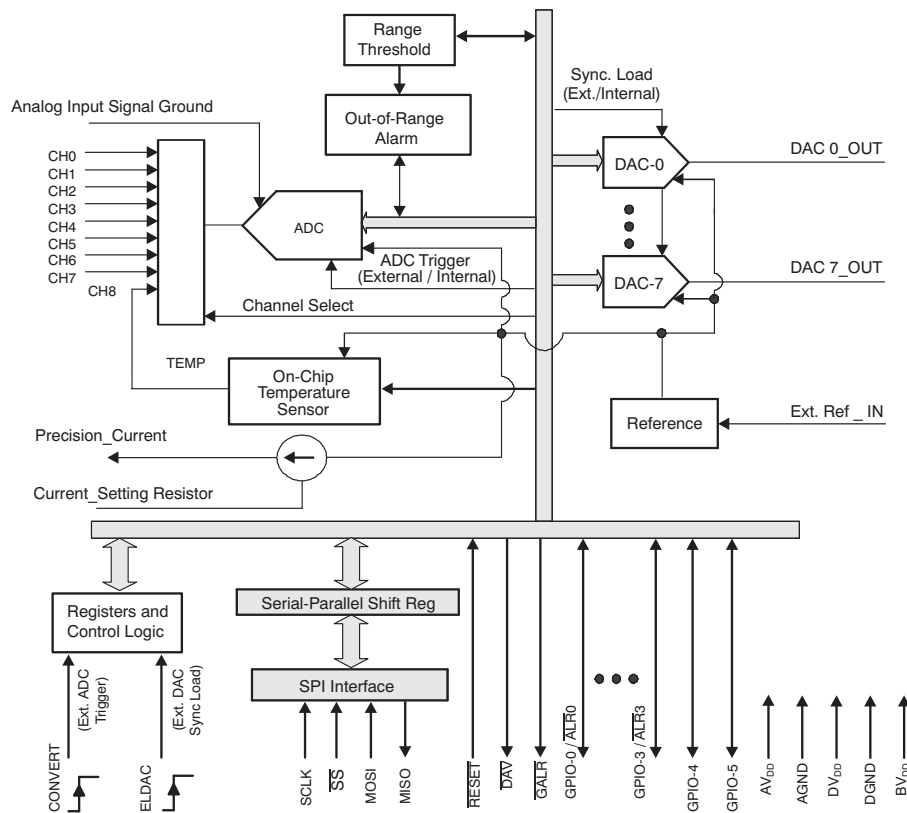 Range
Threshold
Sync. Load
(Ext./Internal)
Analog Input Signal Ground
Out-of-Range
Alarm
CH0
CH1
CH2
CH3
CH4
CH5
CH6
CH7
CH8
ADC
DAC-0
DAC 0_OUT
ADC Trigger
(External / Internal)
DAC-7
DAC 7_OUT
Channel Select
TEMP
On-Chip
Temperature
Sensor
Reference
Ext. Ref _ IN
Precision_Current
Current_Setting Resistor
Registers and
Control Logic
Serial-Parallel Shift Reg
SPI Interface
(Ext. ADC
Trigger)
(Ext. DAC
Sync Load)
CONVERT
ELDAC
SCLK
SS
MOSI
MISO
RESET
DAV
GALR
GPIO-0 / ALR0
GPIO-3 / ALR3
GPIO-4
GPIO-5
AVDD
AGND
DVDD
DGND
BVDD